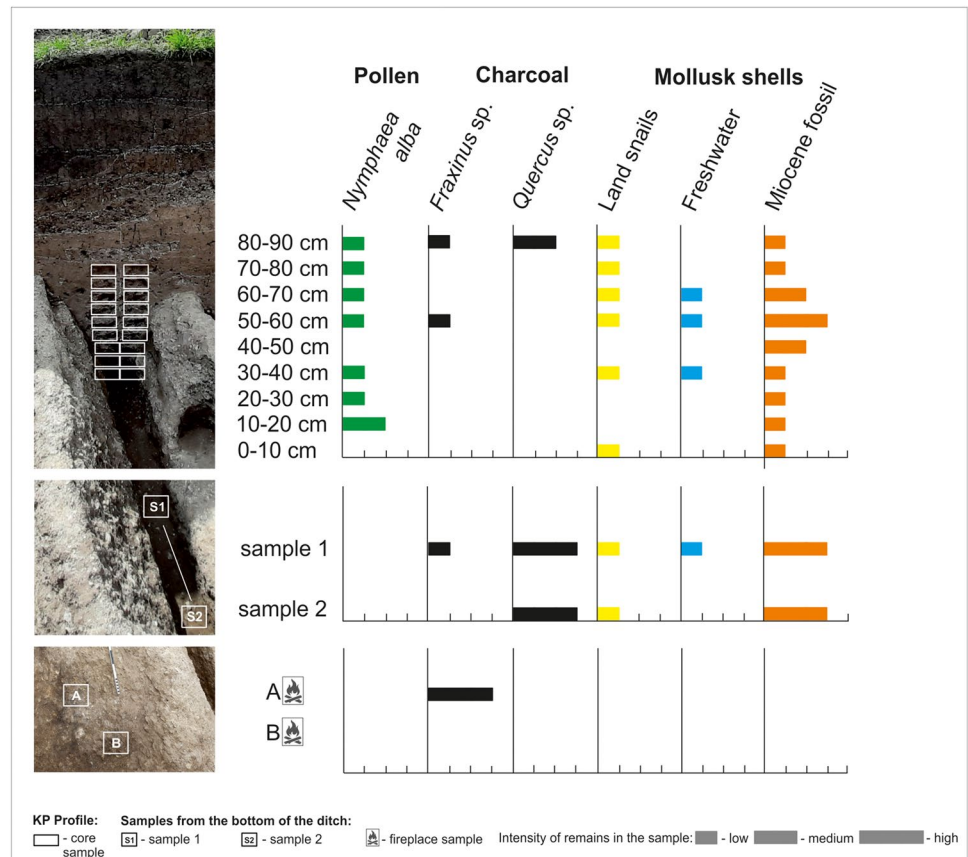 Pollen Charcoal Mollusk shells
Nymphaea
alba
Fraxinus sp.
Quercus sp.
Land snails
Freshwater
Miocene fossil
80-90 cm
70-80 cm
60-70 cm
50-60 cm
40-50 cm
30-40 cm
20-30 cm
10-20 cm
0-10 cm
S1
S2
sample 1
sample 2
A
B
A
B
KP Profile: Samples from the bottom of the ditch:
- core S1 - sample 1 S2 - sample 2 - fireplace sample Intensity of remains in the sample: - low - medium - high
sample